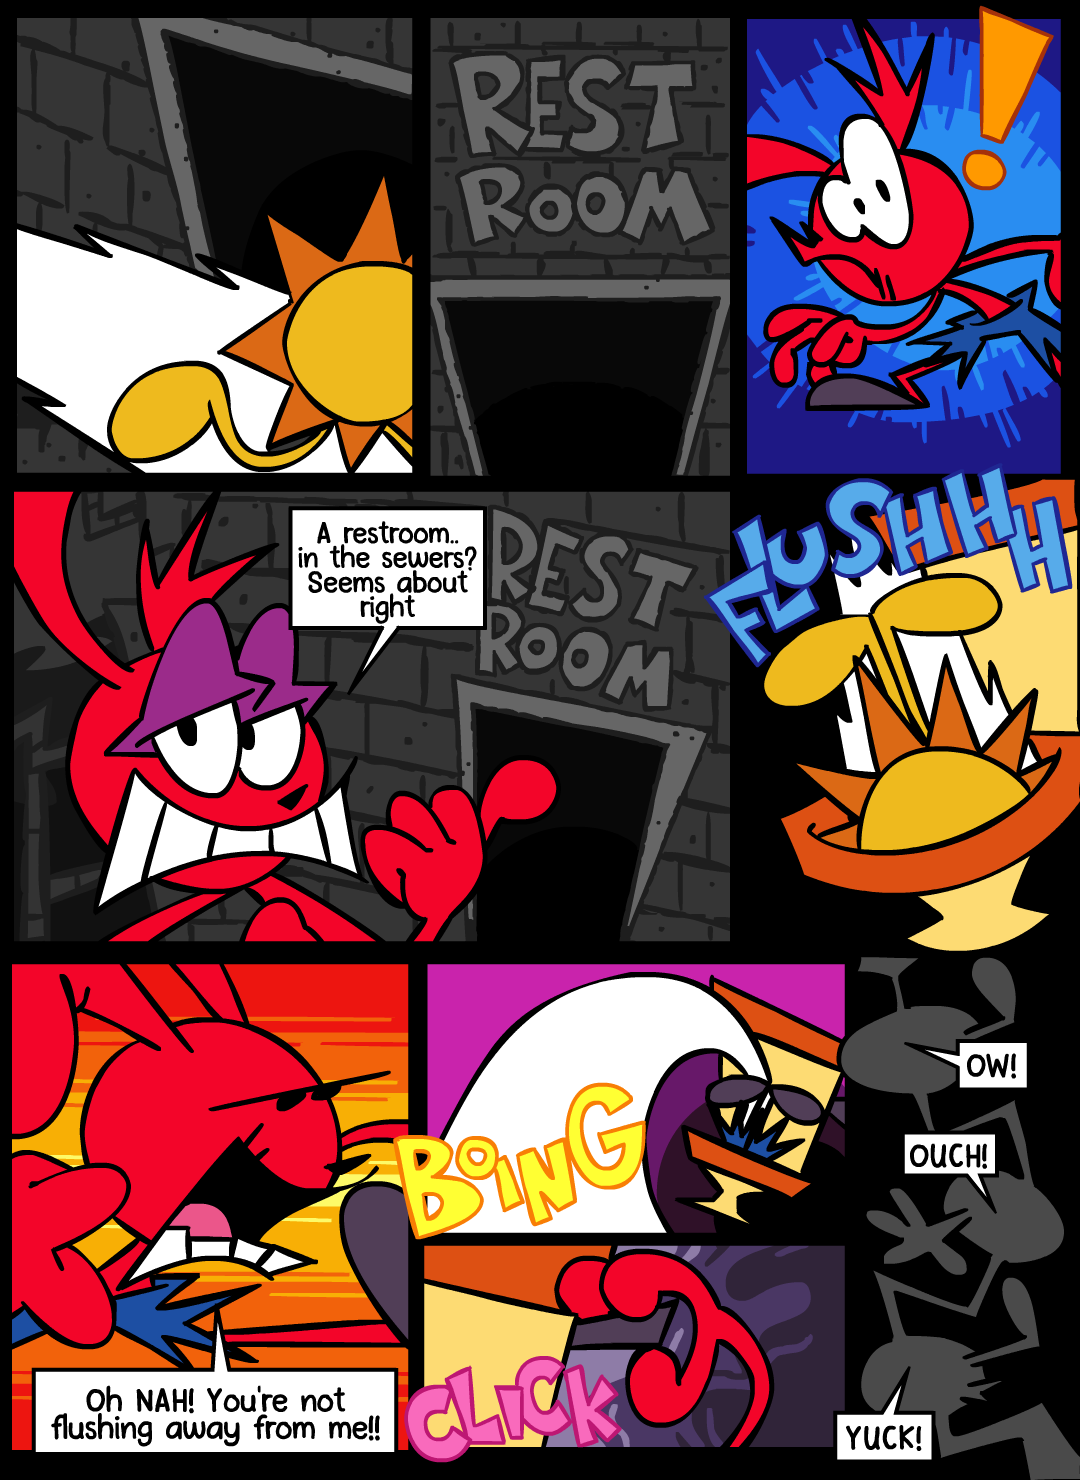 REST
ROOM
!
A restroom..
in the sewers?
Seems about
right
REST
ROOM
FLUSHHHH
Oh NAH! You're not
flushing away from me!!
BOING
CLICK
OW!
OUCH!
YUCK!